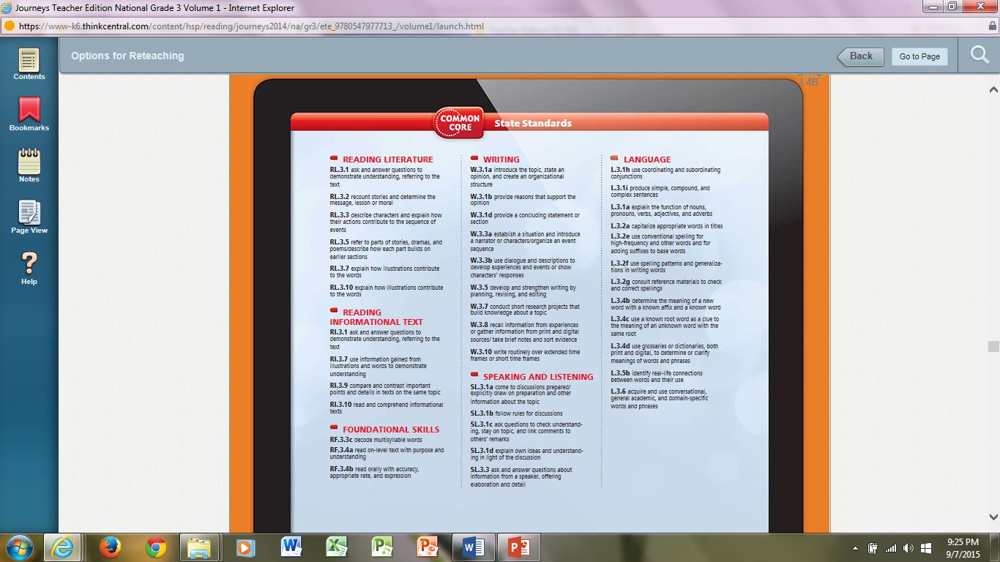 Journeys Teacher Edition National Grade 3 Volume 1 - Internet Explorer
https://www-k6.thinkcentral.com/content/hsp/reading/journeys2014/na/gr3/ete_9780547977713_/volume1/launch.html
Contents
Bookmarks
Notes
Page View
Help
Options for Reteaching
Back
Go to Page
L4B
COMMON
CORE
State Standards
READING LITERATURE
RL.3.1 ask and answer questions to
demonstrate understanding, referring to the
text
RL.3.2 recount stories and determine the
message, lesson or moral
RL.3.3 describe characters and explain how
their actions contribute to the sequence of
events
RL.3.5 refer to parts of stories, dramas, and
poems/describe how each part builds on
earlier sections
RL.3.7 explain how illustrations contribute
to the words
RL.3.10 explain how illustrations contribute
to the words
READING
INFORMATIONAL TEXT
RI.3.1 ask and answer questions to
demonstrate understanding, referring to the
text
RI.3.7 use information gained from
illustrations and words to demonstrate
understanding
RI.3.9 compare and contrast important
points and details in texts on the same topic
RI.3.10 read and comprehend informational
texts
FOUNDATIONAL SKILLS
RF.3.3c decode multisyllable words
RF.3.4a read on-level text with purpose and
understanding
RF.3.4b read orally with accuracy,
appropriate rate, and expression
WRITING
W.3.1a introduce the topic, state an
opinion, and create an organizational
structure
W.3.1b provide reasons that support the
opinion
W.3.1d provide a concluding statement or
section
W.3.3a establish a situation and introduce
a narrator or characters/organize an event
sequence
W.3.3b use dialogue and descriptions to
develop experiences and events or show
characters' responses
W.3.5 develop and strengthen writing by
planning, revising, and editing
W.3.7 conduct short research projects that
build knowledge about a topic
W.3.8 recall information from experiences
or gather information from print and digital
sources/ take brief notes and sort evidence
W.3.10 write routinely over extended time
frames or short time frames
SPEAKING AND LISTENING
SL.3.1a come to discussions prepared/
explicitly draw on preparation and other
information about the topic
SL.3.1b follow rules for discussions
SL.3.1c ask questions to check understand-
ing, stay on topic, and link comments to
others' remarks
SL.3.1d explain own ideas and understand-
ing in light of the discussion
SL.3.3 ask and answer questions about
information from a speaker, offering
elaboration and detail
LANGUAGE
L.3.1h use coordinating and subordinating
conjunctions
L.3.1i produce simple, compound, and
complex sentences
L.3.1a explain the function of nouns,
pronouns, verbs, adjectives, and adverbs
L.3.2a capitalize appropriate words in titles
L.3.2e use conventional spelling for
high-frequency and other words and for
adding suffixes to base words
L.3.2f use spelling patterns and generaliza-
tions in writing words
L.3.2g consult reference materials to check
and correct spellings
L.3.4b determine the meaning of a new
word with a known affix and a known word
L.3.4c use a known root word as a clue to
the meaning of an unknown word with the
same root
L.3.4d use glossaries or dictionaries, both
print and digital, to determine or clarify
meanings of words and phrases
L.3.5b identify real-life connections
between words and their use
L.3.6 acquire and use conversational,
general academic, and domain-specific
words and phrases
9:25 PM
9/7/2015